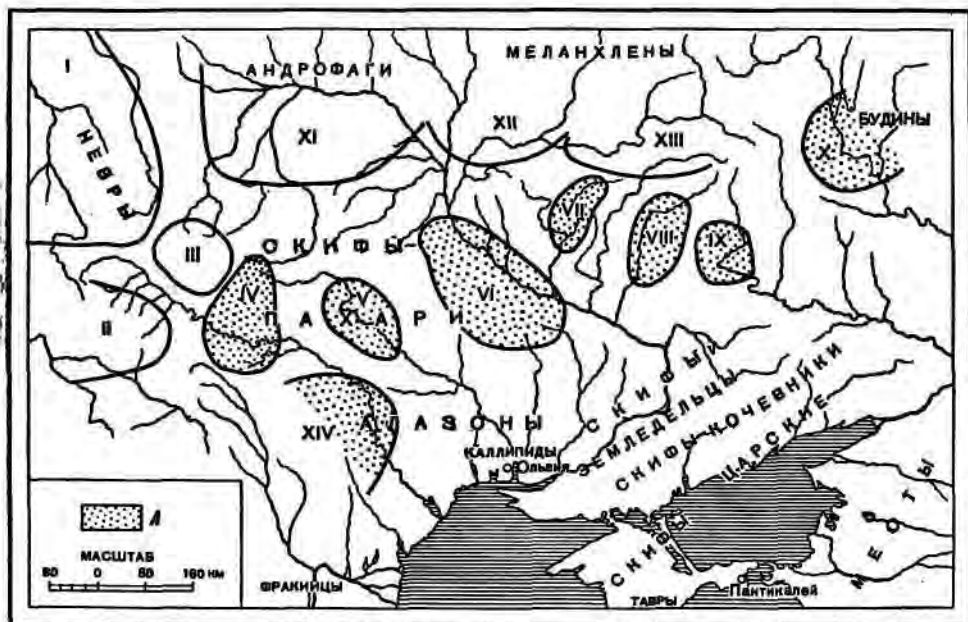 I
АНДРОФАГИ
МЕЛАНХЛЕНЫ
XI
XII
XIII
БУДИНЫ
X
НЕВРЫ
VII
III
СКИФЫ-
VIII
IX
IV
V
VI
II
ПАХАРИ
XIV
АЛАЗОНЫ
СКИФЫ
ЗЕМЛЕДЕЛЬЦЫ
СКИФЫ-КОЧЕВНИКИ
ЦАРСКИЕ
КАЛЛИПИДЫ
Ольвия
МЕОТЫ
А
МАСШТАБ
80 0 80 160 КМ
ФРАКИЙЦЫ
СКИФЫ
ТАВРЫ
Пантикапей